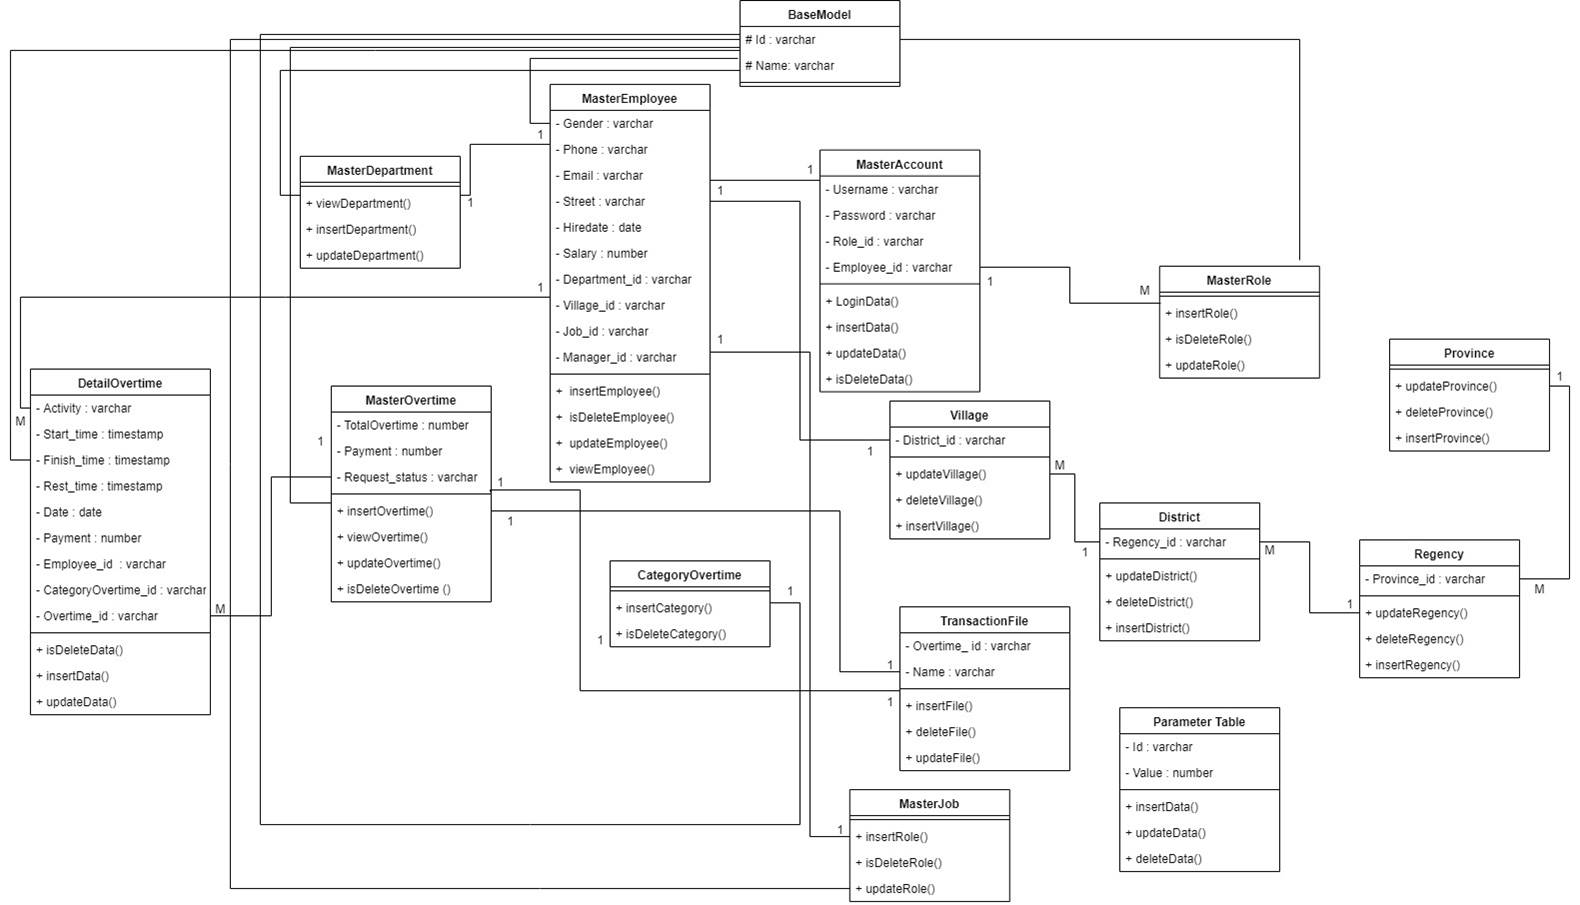 BaseModel
# Id : varchar
# Name: varchar
MasterEmployee
- Gender : varchar
- Phone : varchar
- Email : varchar
- Street : varchar
- Hiredate : date
- Salary : number
- Department_id : varchar
- Village_id : varchar
- Job_id : varchar
- Manager_id : varchar
+ insertEmployee()
+ isDeleteEmployee()
+ updateEmployee()
+ viewEmployee()
1
1
1
1
MasterDepartment
+ viewDepartment()
+ insertDepartment()
+ updateDepartment()
1
MasterAccount
- Username : varchar
- Password : varchar
- Role_id : varchar
- Employee_id : varchar
+ LoginData()
+ insertData()
+ updateData()
+ isDeleteData()
1
1
MasterRole
+ insertRole()
+ isDeleteRole()
+ updateRole()
M
Province
+ updateProvince()
+ deleteProvince()
+ insertProvince()
1
DetailOvertime
- Activity : varchar
- Start_time : timestamp
- Finish_time : timestamp
- Rest_time : timestamp
- Date : date
- Payment : number
- Employee_id : varchar
- CategoryOvertime_id : varchar
- Overtime_id : varchar
+ isDeleteData()
+ insertData()
+ updateData()
M
M
MasterOvertime
- TotalOvertime : number
- Payment : number
- Request_status : varchar
+ insertOvertime()
+ viewOvertime()
+ updateOvertime()
+ isDeleteOvertime ()
1
1
1
Village
- District_id : varchar
+ updateVillage()
+ deleteVillage()
+ insertVillage()
1
M
District
- Regency_id : varchar
+ updateDistrict()
+ deleteDistrict()
+ insertDistrict()
1
M
Regency
- Province_id : varchar
+ updateRegency()
+ deleteRegency()
+ insertRegency()
1
M
CategoryOvertime
+ insertCategory()
+ isDeleteCategory()
1
1
TransactionFile
- Overtime_ id : varchar
- Name : varchar
+ insertFile()
+ deleteFile()
+ updateFile()
1
1
Parameter Table
- Id : varchar
- Value : number
+ insertData()
+ updateData()
+ deleteData()
MasterJob
+ insertRole()
+ isDeleteRole()
+ updateRole()
1